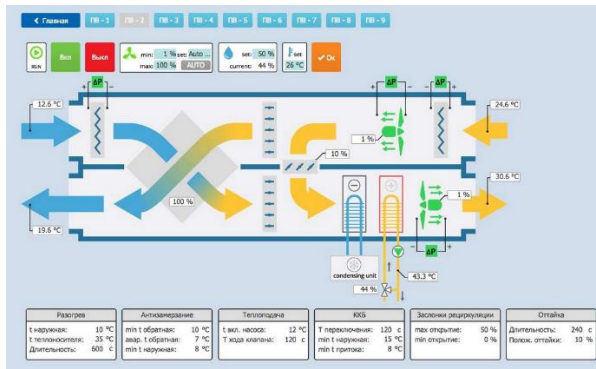 < Главная ПВ - 1 ПВ - 2 ПВ - 3 ПВ - 4 ПВ - 5 ПВ - 6 ПВ - 7 ПВ - 8 ПВ - 9
RUN Вкл Выкл min: 1 % set: Auto ... set: 50 % set Ok
max: 100 % AUTO current: 44 % 26 °C
+ ΔP - + ΔP - + ΔP -
12.6 °C 24.6 °C
1 %
10 %
30.6 °C
100 % - + 1 %
19.6 °C + ΔP -
condensing unit 43.3 °C
44 %
Разогрев
t наружная: 10 °C
t теплоносителя: 35 °C
Длительность: 600 с
Антизамерзание
min t обратная: 10 °C
авар. t обратная: 7 °C
min t наружная: 8 °C
Теплоподача
t вкл. насоса: 12 °C
T хода клапана: 120 с
ККБ
T переключения: 120 с
min t наружная: 15 °C
min t притока: 8 °C
Заслонки рециркуляции
max открытие: 50 %
min открытие: 0 %
Оттайка
Длительность: 240 с
Полож. оттайки: 10 %